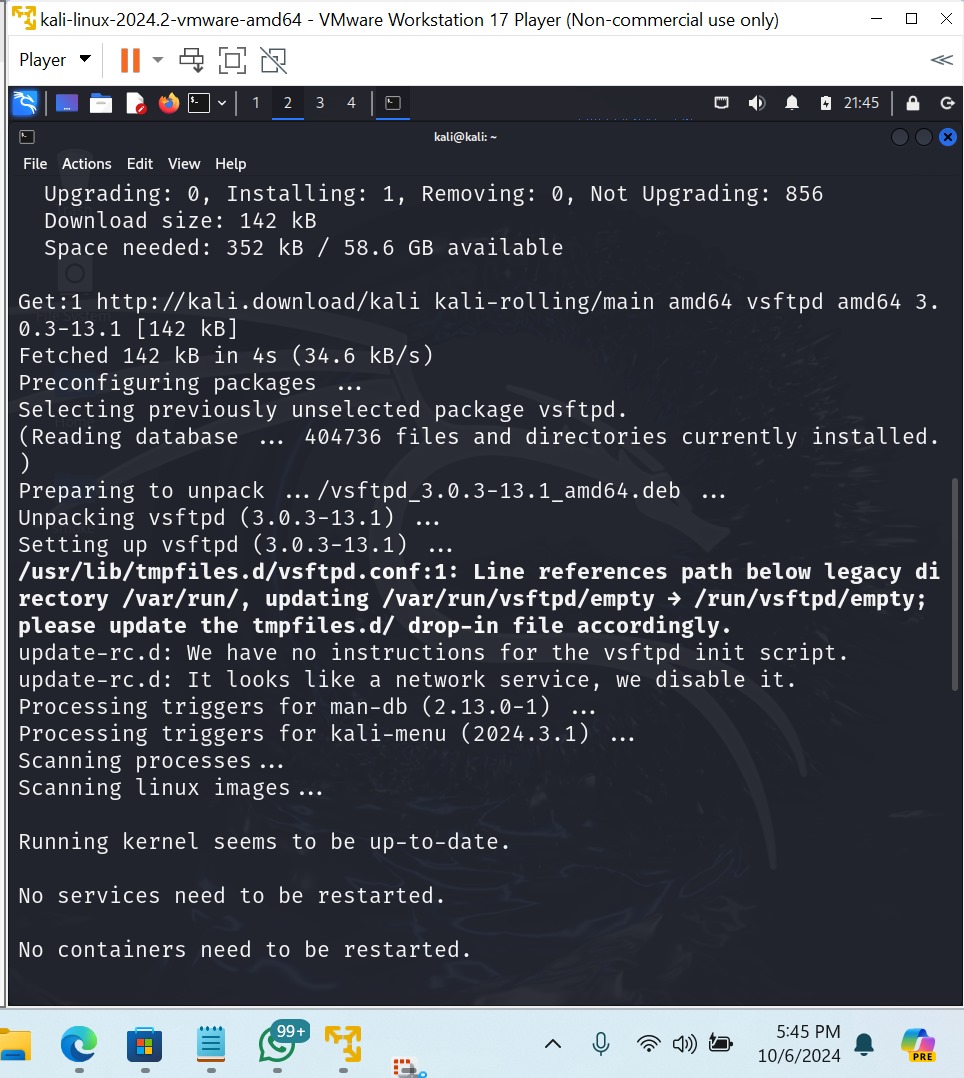 kali-linux-2024.2-vmware-amd64 - VMware Workstation 17 Player (Non-commercial use only)
Player
1 2 3 4 21:45
kali@kali: ~
File Actions Edit View Help
Upgrading: 0, Installing: 1, Removing: 0, Not Upgrading: 856
Download size: 142 kB
Space needed: 352 kB / 58.6 GB available
Get:1 http://kali.download/kali kali-rolling/main amd64 vsftpd amd64 3.
0.3-13.1 [142 kB]
Fetched 142 kB in 4s (34.6 kB/s)
Preconfiguring packages ...
Selecting previously unselected package vsftpd.
(Reading database ... 404736 files and directories currently installed.
)
Preparing to unpack .../vsftpd_3.0.3-13.1_amd64.deb ...
Unpacking vsftpd (3.0.3-13.1) ...
Setting up vsftpd (3.0.3-13.1) ...
/usr/lib/tmpfiles.d/vsftpd.conf:1: Line references path below legacy di
rectory /var/run/, updating /var/run/vsftpd/empty → /run/vsftpd/empty;
please update the tmpfiles.d/ drop-in file accordingly.
update-rc.d: We have no instructions for the vsftpd init script.
update-rc.d: It looks like a network service, we disable it.
Processing triggers for man-db (2.13.0-1) ...
Processing triggers for kali-menu (2024.3.1) ...
Scanning processes...
Scanning linux images...
Running kernel seems to be up-to-date.
No services need to be restarted.
No containers need to be restarted.
99+
5:45 PM
10/6/2024
PRE